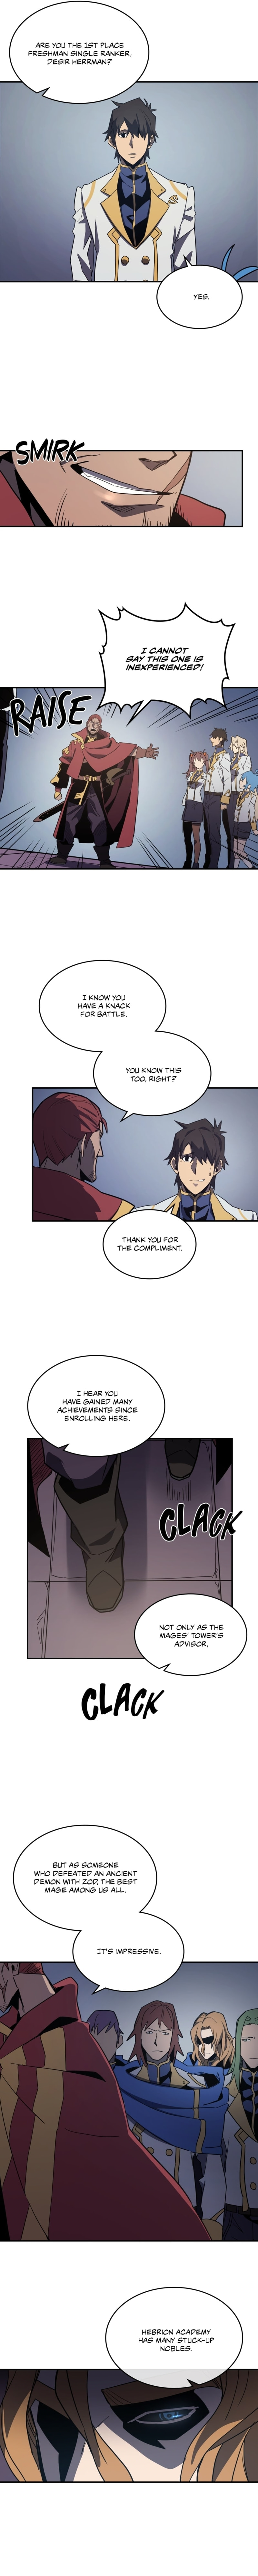 ARE YOU THE 1ST PLACE
FRESHMAN SINGLE RANKER,
DESIR HERRMAN?
YES.
SMIRK
I CANNOT
SAY THIS ONE IS
INEXPERIENCED!
RAISE
I KNOW YOU
HAVE A KNACK
FOR BATTLE.
YOU KNOW THIS
TOO, RIGHT?
THANK YOU FOR
THE COMPLIMENT.
I HEAR YOU
HAVE GAINED MANY
ACHIEVEMENTS SINCE
ENROLLING HERE.
CLACK
NOT ONLY AS THE
MAGES' TOWER'S
ADVISOR,
CLACK
BUT AS SOMEONE
WHO DEFEATED AN ANCIENT
DEMON WITH ZOD, THE BEST
MAGE AMONG US ALL.
IT'S IMPRESSIVE.
HEBRION ACADEMY
HAS MANY STUCK-UP
NOBLES.